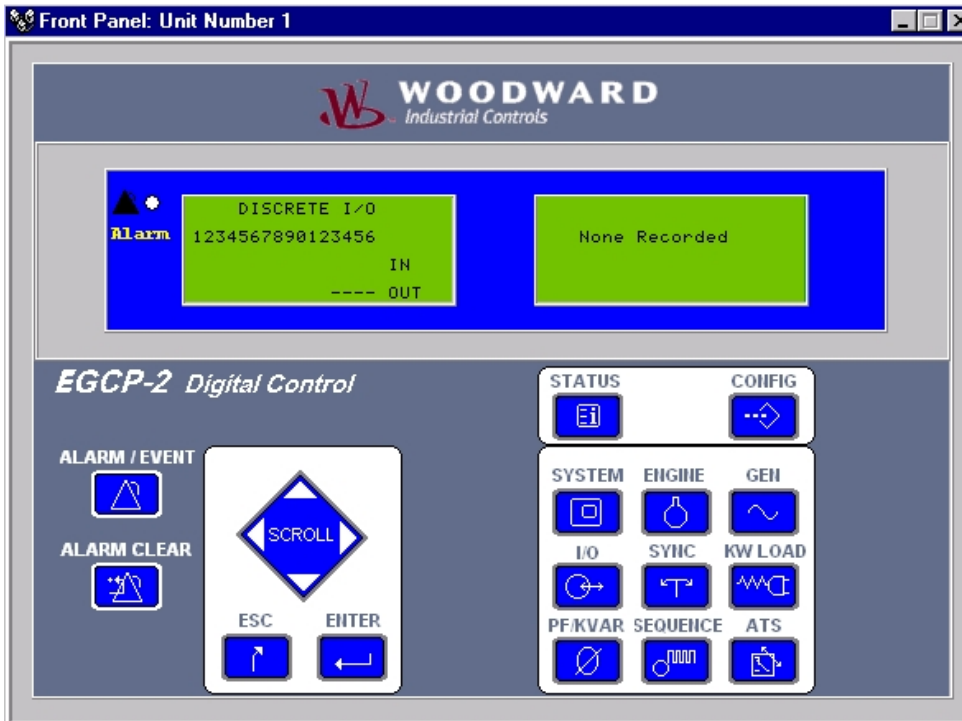 Front Panel: Unit Number 1
WOODWARD
Industrial Controls
Alarm
DISCRETE I/O
1234567890123456
IN
---- OUT
None Recorded
EGCP-2 Digital Control
STATUS
CONFIG
ALARM / EVENT
ALARM CLEAR
SCROLL
ESC
ENTER
SYSTEM
ENGINE
GEN
I/O
SYNC
KW LOAD
PF/KVAR
SEQUENCE
ATS